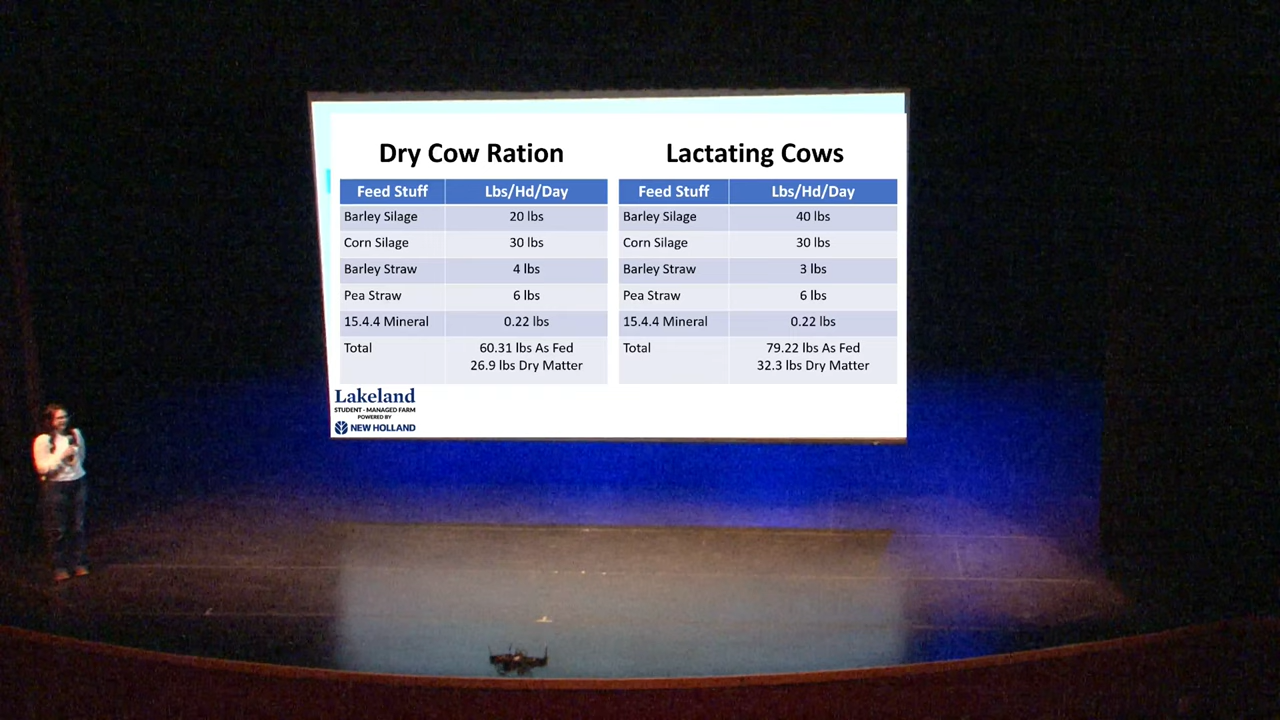 Dry Cow Ration
Feed Stuff Lbs/Hd/Day
Barley Silage 20 lbs
Corn Silage 30 lbs
Barley Straw 4 lbs
Pea Straw 6 lbs
15.4.4 Mineral 0.22 lbs
Total 60.31 lbs As Fed
26.9 lbs Dry Matter
Lactating Cows
Feed Stuff Lbs/Hd/Day
Barley Silage 40 lbs
Corn Silage 30 lbs
Barley Straw 3 lbs
Pea Straw 6 lbs
15.4.4 Mineral 0.22 lbs
Total 79.22 lbs As Fed
32.3 lbs Dry Matter
Lakeland
STUDENT - MANAGED FARM
POWERED BY
NEW HOLLAND